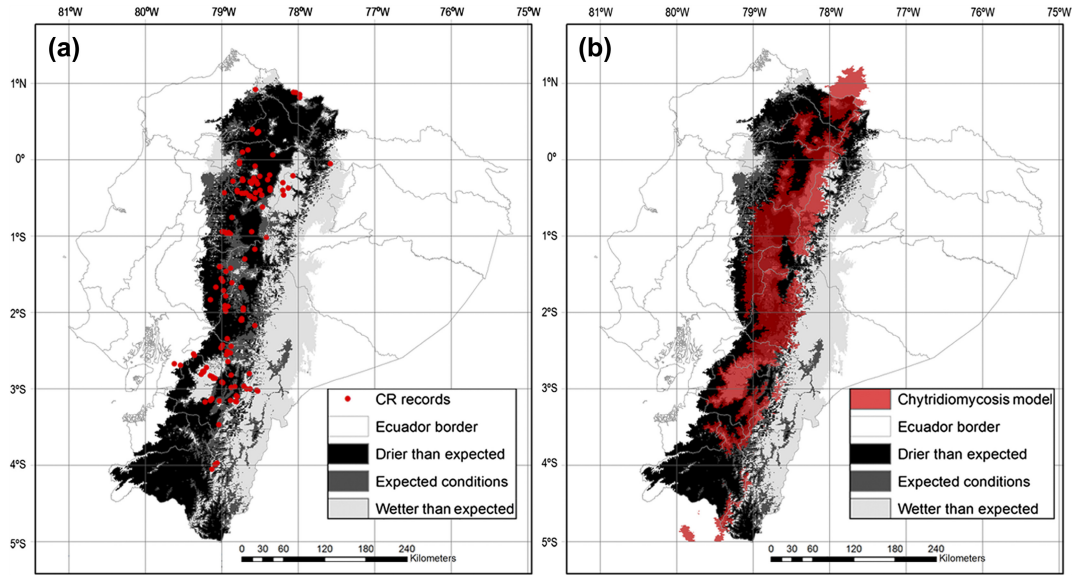 81°W 80°W 79°W 78°W 77°W 76°W 75°W
(a)
1°N
0°
1°S
2°S
3°S
4°S
5°S
CR records
Ecuador border
Drier than expected
Expected conditions
Wetter than expected
0 30 60 120 180 240
Kilometers
81°W 80°W 79°W 78°W 77°W 76°W 75°W
(b)
1°N
0°
1°S
2°S
3°S
4°S
5°S
Chytridiomycosis model
Ecuador border
Drier than expected
Expected conditions
Wetter than expected
0 30 60 120 180 240
Kilometers